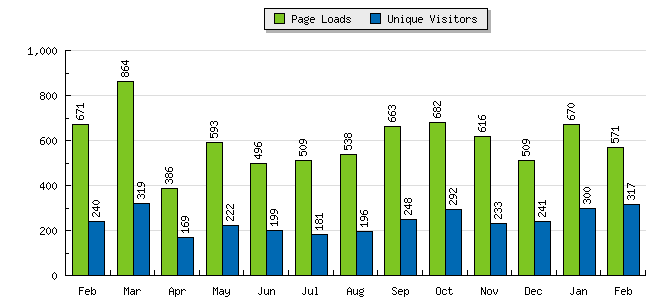 Page Loads Unique Visitors
1,000
800
600
400
200
0
671 240 864 319 386 169 593 222 496 199 509 181 538 196 663 248 682 292 616 233 509 241 670 300 571 317
Feb Mar Apr May Jun Jul Aug Sep Oct Nov Dec Jan Feb